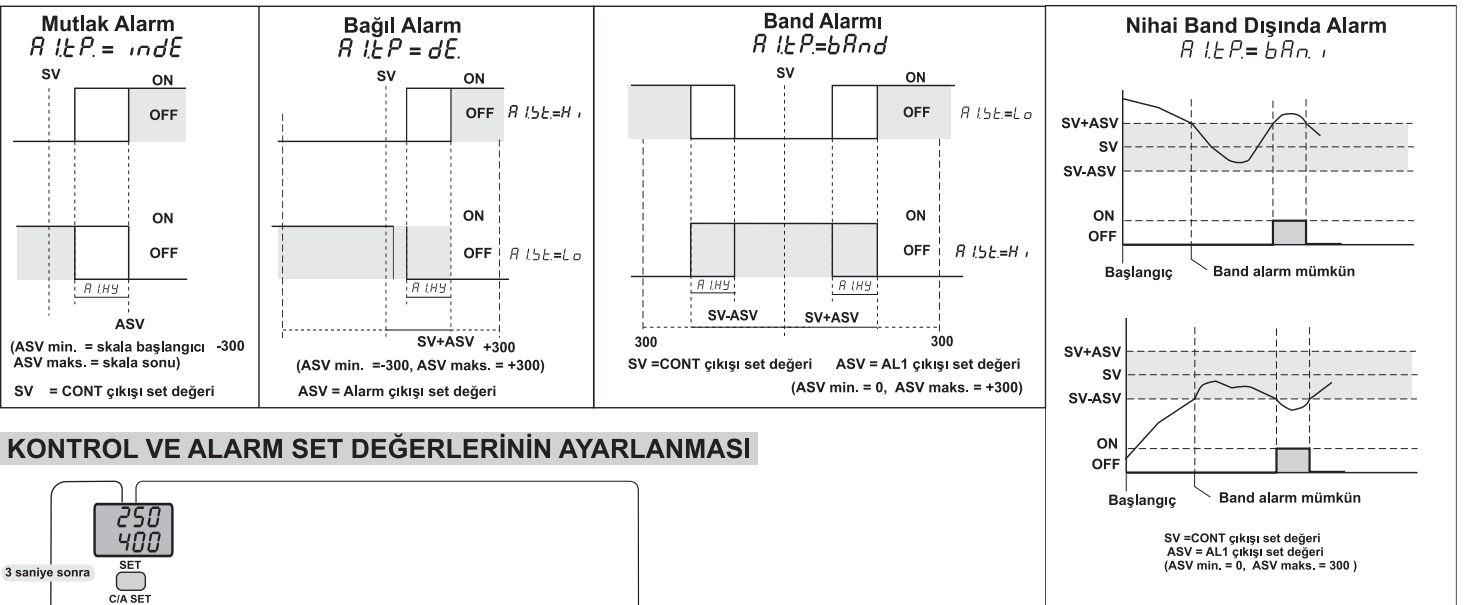 Mutlak Alarm
A1.tP. = indE
SV
ON
OFF
ON
OFF
A1.HY
ASV
(ASV min. = skala başlangıcı -300
ASV maks. = skala sonu)
SV = CONT çıkışı set değeri
Bağıl Alarm
A1.tP = dE.
SV
ON
OFF
A1.St.=Hi
ON
OFF
A1.St.=Lo
A1.HY
SV+ASV +300
(ASV min. =-300, ASV maks. = +300)
ASV = Alarm çıkışı set değeri
Band Alarmı
A1.tP.=bAnd
SV
ON
OFF
A1.St.=Lo
ON
OFF
A1.St.=Hi
A1.HY
A1.HY
SV-ASV
SV+ASV
300
300
SV =CONT çıkışı set değeri ASV = AL1 çıkışı set değeri
(ASV min. = 0, ASV maks. = +300)
Nihai Band Dışında Alarm
A1.tP.= bAn.i
SV+ASV
SV
SV-ASV
ON
OFF
Başlangıç
Band alarm mümkün
SV+ASV
SV
SV-ASV
ON
OFF
Başlangıç
Band alarm mümkün
SV =CONT çıkışı set değeri
ASV = AL1 çıkışı set değeri
(ASV min. = 0, ASV maks. = 300 )
KONTROL VE ALARM SET DEĞERLERİNİN AYARLANMASI
250
400
3 saniye sonra
SET
C/A SET